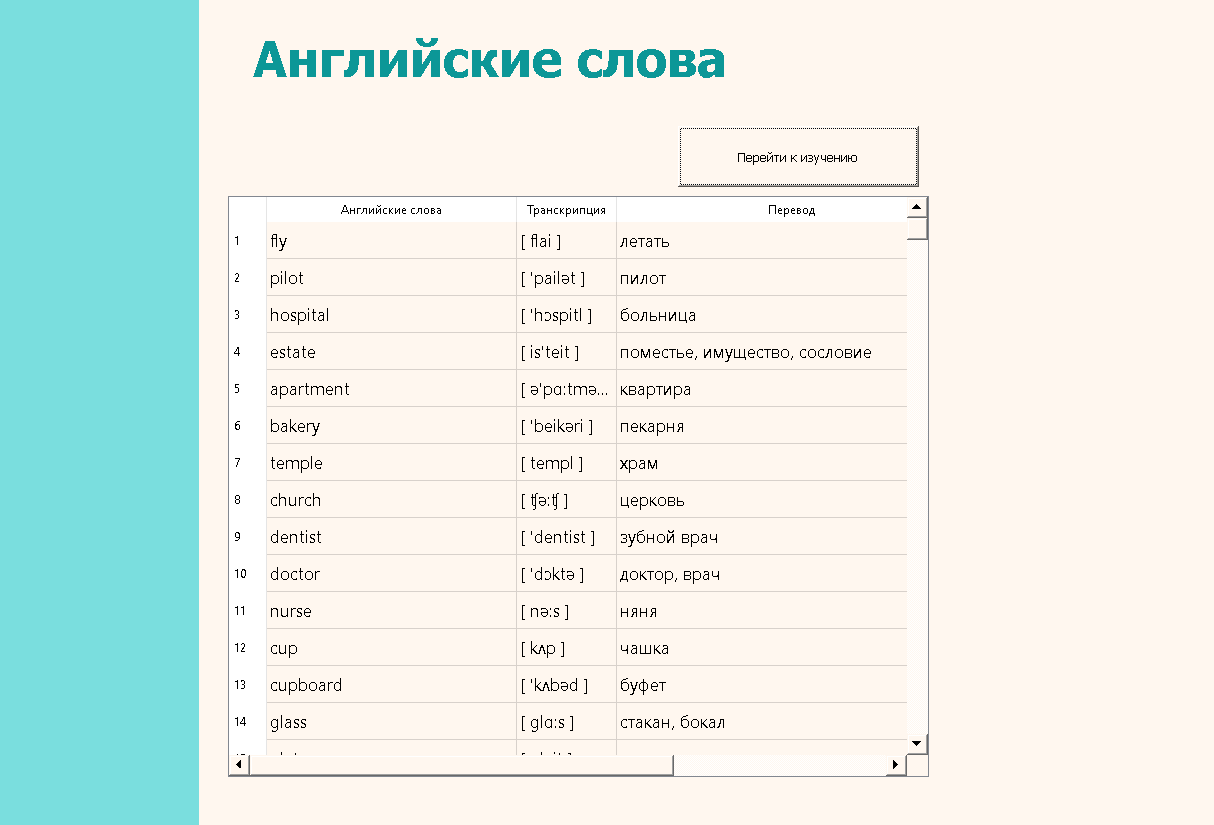 Английские слова
Перейти к изучению
Английские слова Транскрипция Перевод
1 fly [ flai ] летать
2 pilot [ 'pailət ] пилот
3 hospital [ 'hɔspitl ] больница
4 estate [ is'teit ] поместье, имущество, сословие
5 apartment [ ə'pɑ:tmə... квартира
6 bakery [ 'beikəri ] пекарня
7 temple [ templ ] храм
8 church [ ʧə:ʧ ] церковь
9 dentist [ 'dentist ] зубной врач
10 doctor [ 'dɔktə ] доктор, врач
11 nurse [ nə:s ] няня
12 cup [ kʌp ] чашка
13 cupboard [ 'kʌbəd ] буфет
14 glass [ glɑ:s ] стакан, бокал